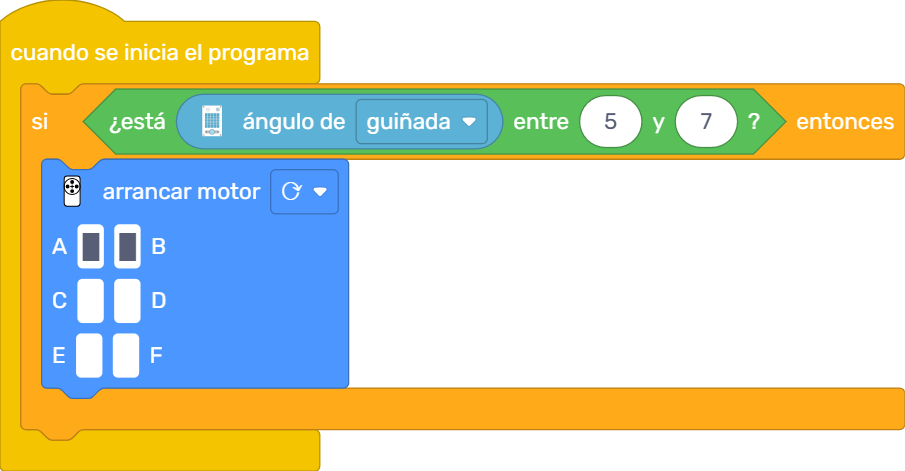 cuando se inicia el programa
si ¿está ángulo de guiñada entre 5 y 7 ? entonces
arrancar motor
A B
C D
E F